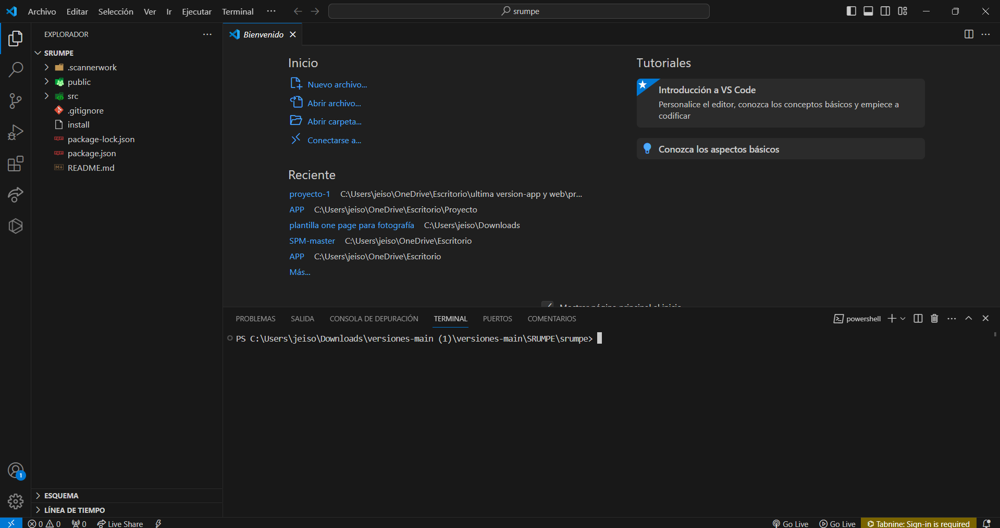 Archivo Editar Selección Ver Ir Ejecutar Terminal ··· srumpe
EXPLORADOR
SRUMPE
.scannerwork
public
src
.gitignore
install
package-lock.json
package.json
README.md
ESQUEMA
LÍNEA DE TIEMPO
Bienvenido
Inicio
Nuevo archivo...
Abrir archivo...
Abrir carpeta...
Conectarse a...
Reciente
proyecto-1 C:\Users\jeiso\OneDrive\Escritorio\ultima version-app y web\pr...
APP C:\Users\jeiso\OneDrive\Escritorio\Proyecto
plantilla one page para fotografía C:\Users\jeiso\Downloads
SPM-master C:\Users\jeiso\OneDrive\Escritorio
APP C:\Users\jeiso\OneDrive\Escritorio
Más...
Tutoriales
Introducción a VS Code
Personalice el editor, conozca los conceptos básicos y empiece a
codificar
Conozca los aspectos básicos
Mostrar página principal al inicio
PROBLEMAS SALIDA CONSOLA DE DEPURACIÓN TERMINAL PUERTOS COMENTARIOS powershell
PS C:\Users\jeiso\Downloads\versiones-main (1)\versiones-main\SRUMPE\srumpe>
1
0 0 0 Live Share Go Live Go Live Tabnine: Sign-in is required